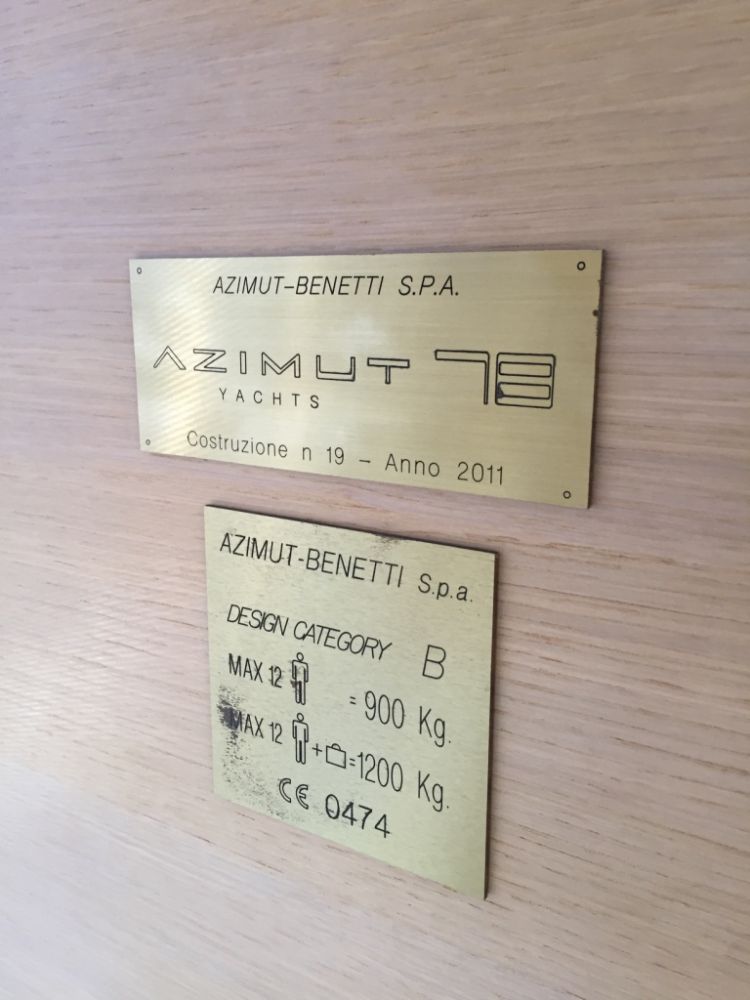 AZIMUT-BENETTI S.P.A.
AZIMUT 78
YACHTS
Costruzione n 19 - Anno 2011
AZIMUT-BENETTI S.p.a.
DESIGN CATEGORY B
MAX 12 = 900 Kg.
MAX 12 + = 1200 Kg.
CE 0474